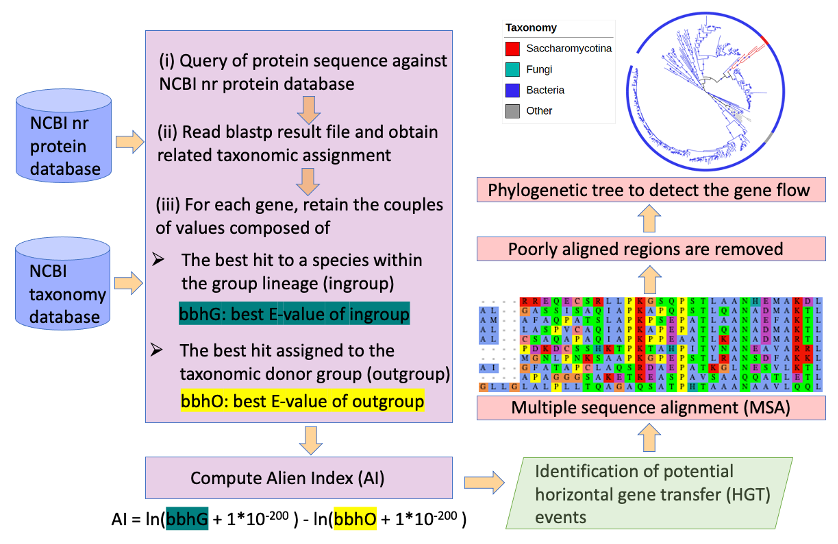 NCBI nr
protein
database
NCBI
taxonomy
database
(i) Query of protein sequence against
NCBI nr protein database
(ii) Read blastp result file and obtain
related taxonomic assignment
(iii) For each gene, retain the couples
of values composed of
➢ The best hit to a species within
the group lineage (ingroup)
bbhG: best E-value of ingroup
➢ The best hit assigned to the
taxonomic donor group (outgroup)
bbhO: best E-value of outgroup
Compute Alien Index (AI)
AI = ln(bbhG + 1*10^-200 ) - ln(bbhO + 1*10^-200 )
Identification of potential
horizontal gene transfer (HGT)
events
Multiple sequence alignment (MSA)
Poorly aligned regions are removed
Phylogenetic tree to detect the gene flow
Taxonomy
Saccharomycotina
Fungi
Bacteria
Other